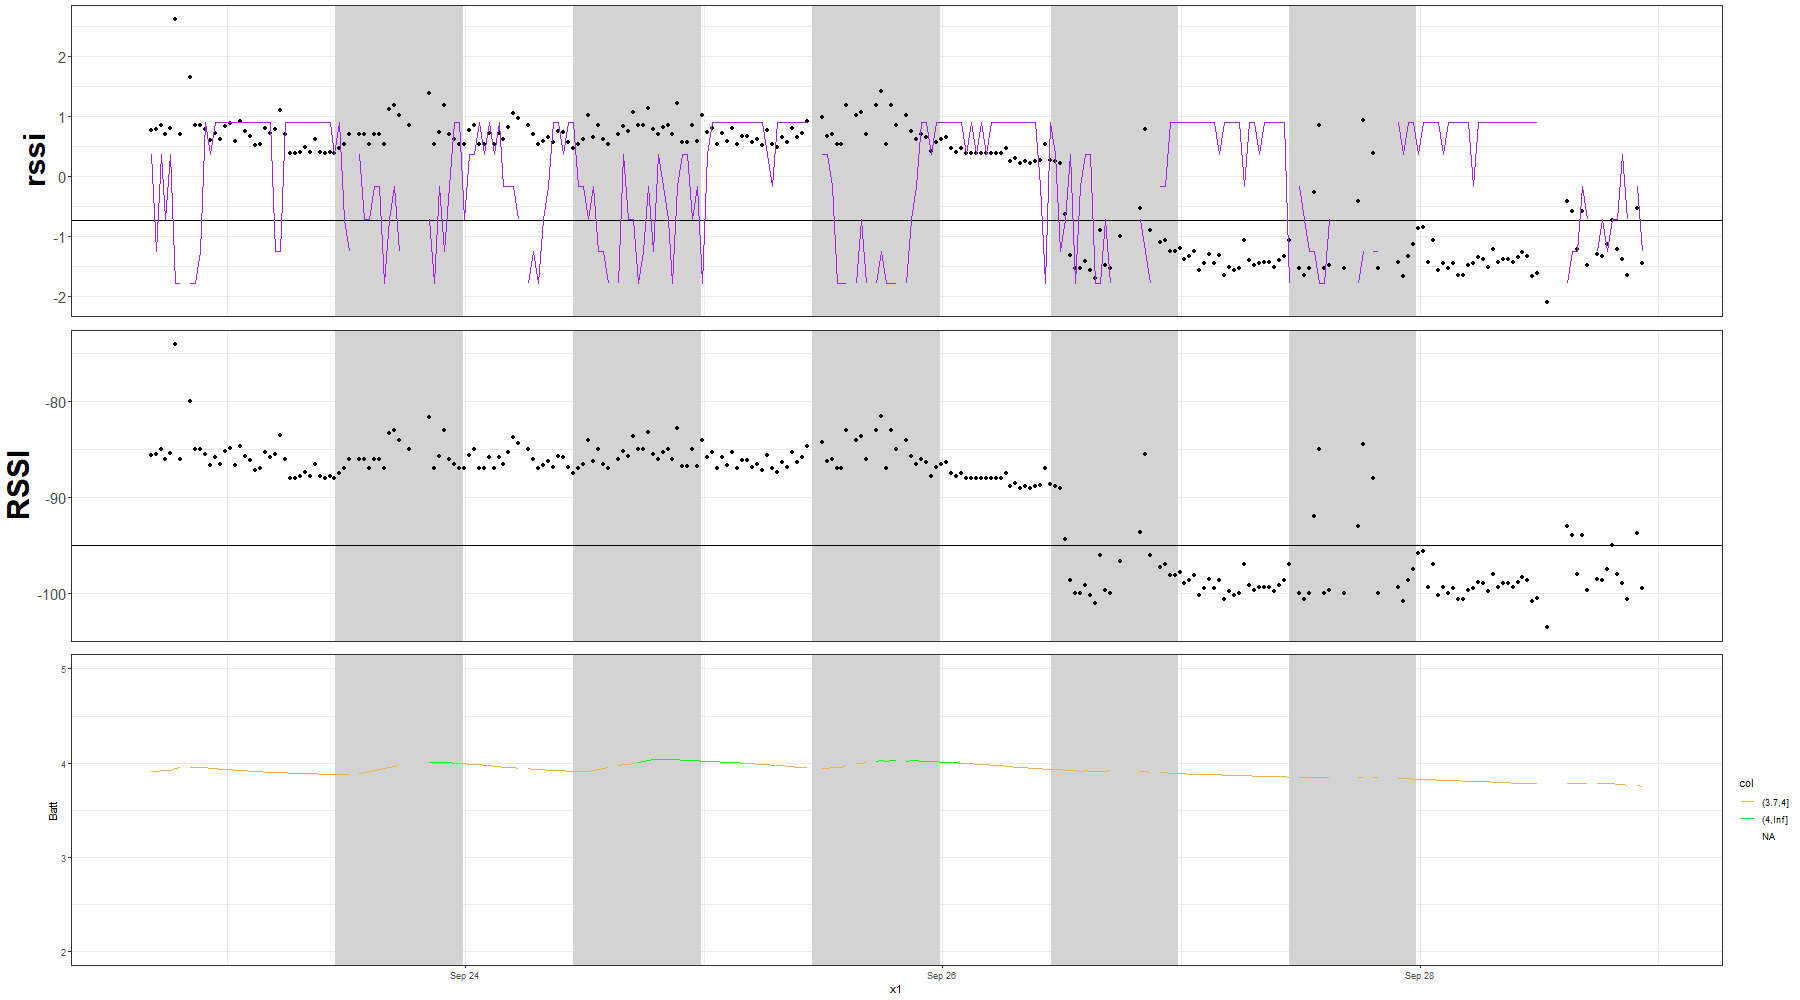 rssi
2
1
0
-1
-2
RSSI
-80
-90
-100
Batt
5
4
3
2
Sep 24
Sep 26
Sep 28
x1
col
(3.7,4]
(4,Inf]
NA